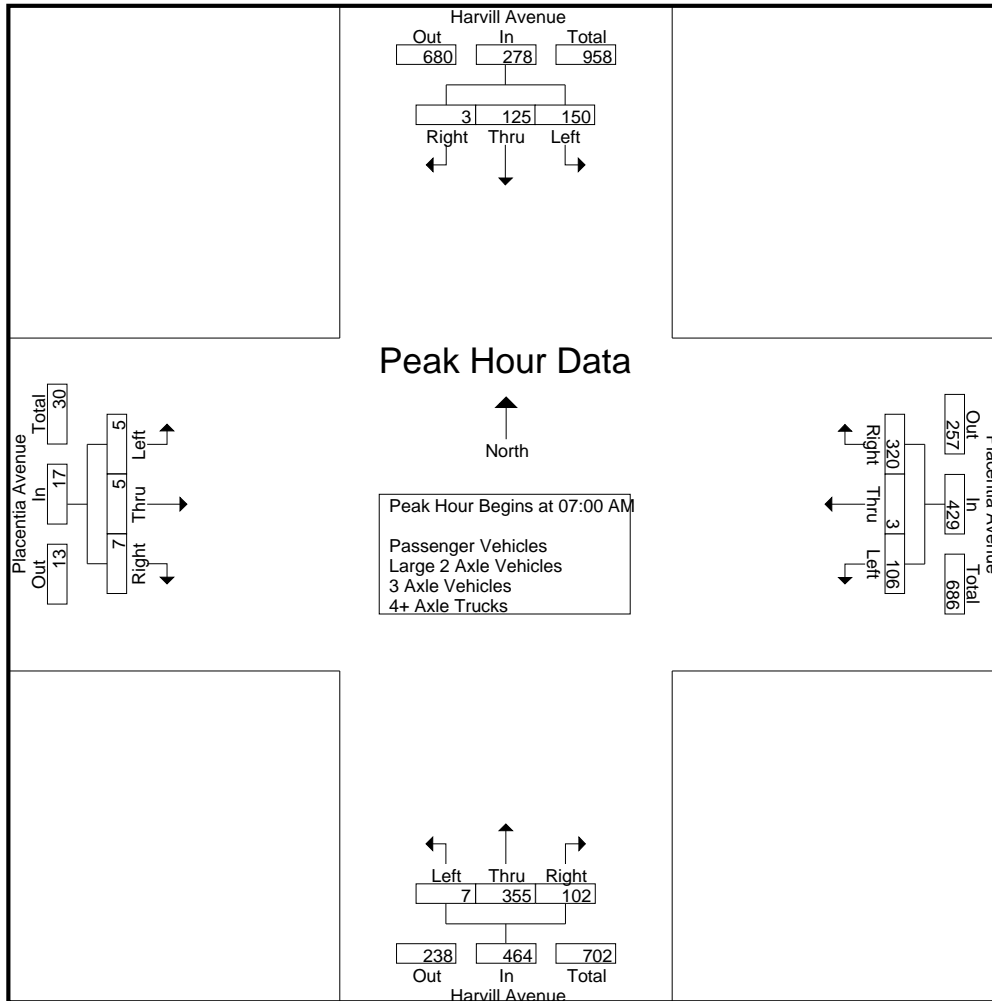 Harvill Avenue
Out In Total
680 278 958
3 125 150
Right Thru Left
Peak Hour Data
North
Peak Hour Begins at 07:00 AM
Passenger Vehicles
Large 2 Axle Vehicles
3 Axle Vehicles
4+ Axle Trucks
Placentia Avenue
Out In Total
13 17 30
7 5 5
Right Thru Left
Placentia Avenue
Out In Total
257 429 686
320 3 106
Right Thru Left
Left Thru Right
7 355 102
238 464 702
Out In Total
Harvill Avenue